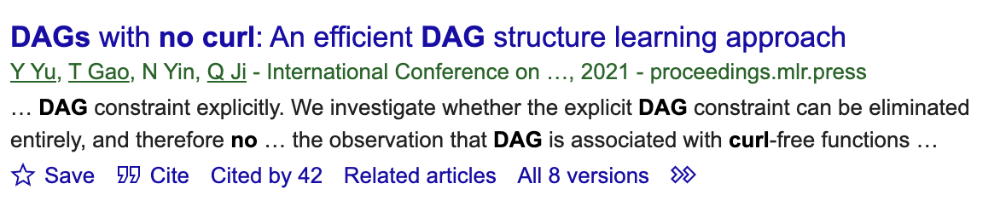 DAGs with no curl: An efficient DAG structure learning approach
Y Yu, T Gao, N Yin, Q Ji - International Conference on …, 2021 - proceedings.mlr.press
… DAG constraint explicitly. We investigate whether the explicit DAG constraint can be eliminated
entirely, and therefore no … the observation that DAG is associated with curl-free functions …
Save Cite Cited by 42 Related articles All 8 versions